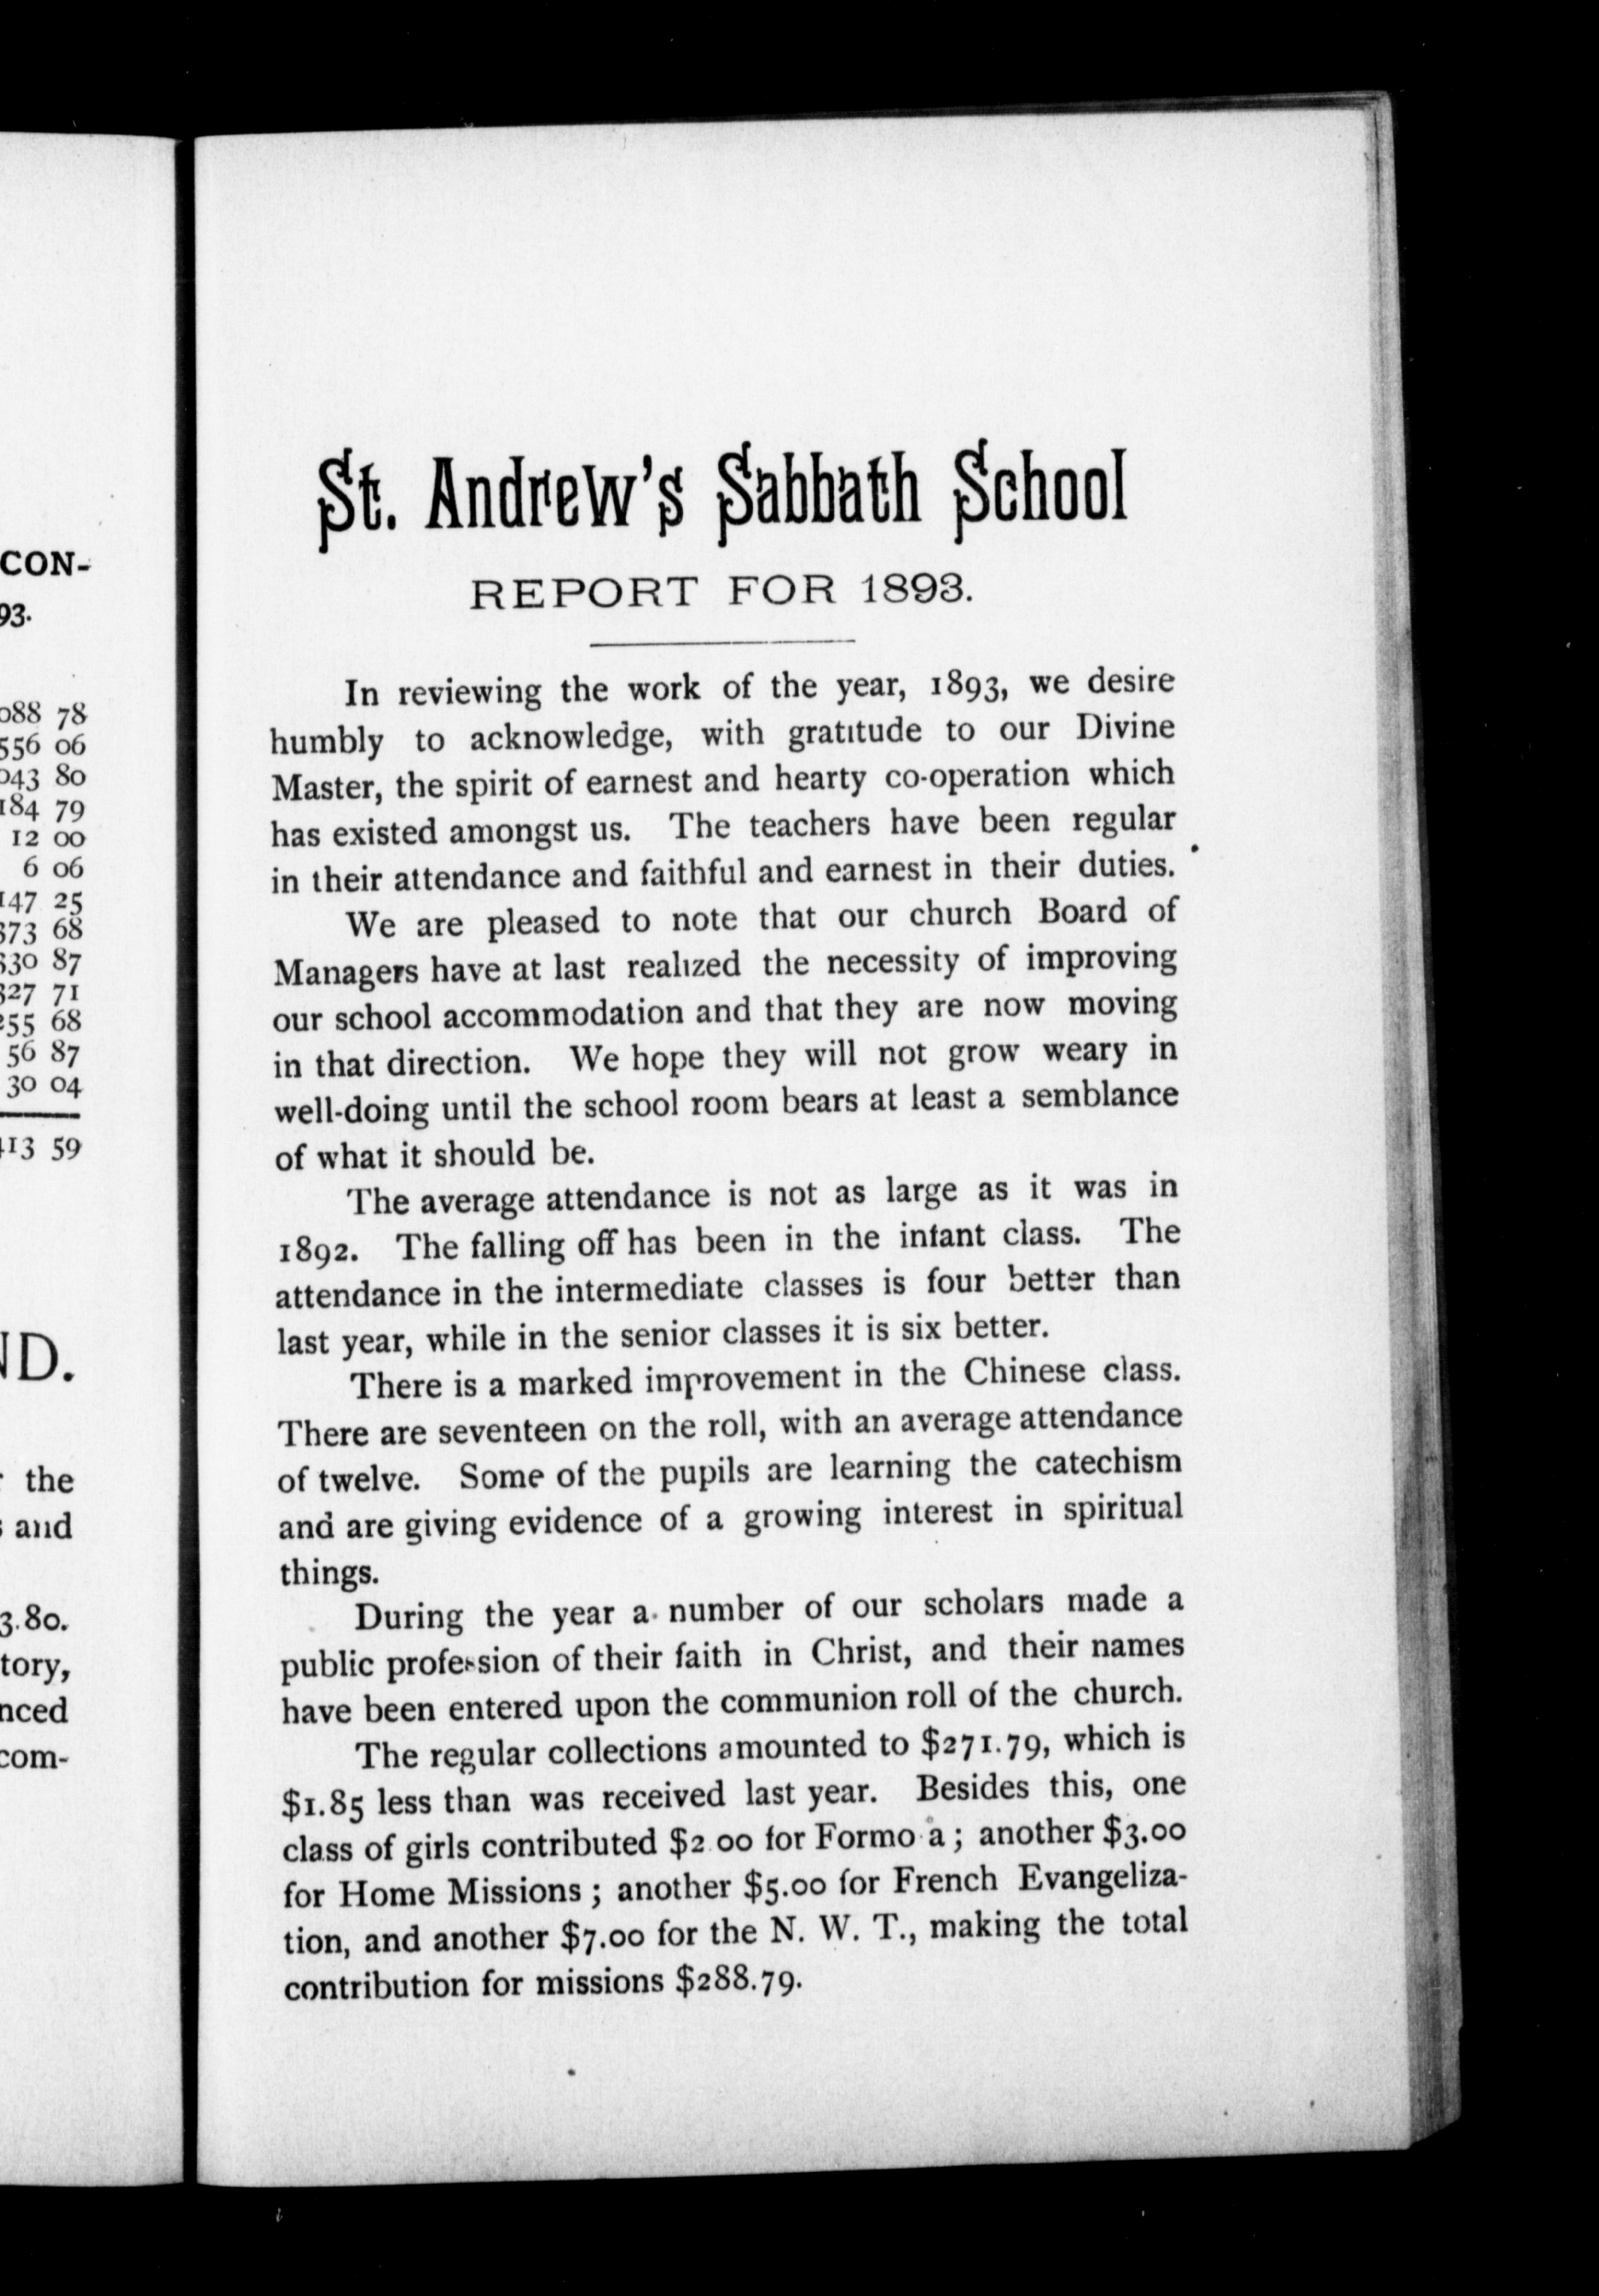 CON-
93.
088 78
556 06
043 80
184 79
12 00
6 06
147 25
373 68
330 87
327 71
255 68
56 87
30 04
413 59
ND.
the
and
3.80.
tory,
nced
com-
St. Andrew's Sabbath School
REPORT FOR 1893.
In reviewing the work of the year, 1893, we desire
humbly to acknowledge, with gratitude to our Divine
Master, the spirit of earnest and hearty co-operation which
has existed amongst us. The teachers have been regular
in their attendance and faithful and earnest in their duties.
We are pleased to note that our church Board of
Managers have at last realized the necessity of improving
our school accommodation and that they are now moving
in that direction. We hope they will not grow weary in
well-doing until the school room bears at least a semblance
of what it should be.
The average attendance is not as large as it was in
1892. The falling off has been in the infant class. The
attendance in the intermediate classes is four better than
last year, while in the senior classes it is six better.
There is a marked improvement in the Chinese class.
There are seventeen on the roll, with an average attendance
of twelve. Some of the pupils are learning the catechism
and are giving evidence of a growing interest in spiritual
things.
During the year a number of our scholars made a
public profession of their faith in Christ, and their names
have been entered upon the communion roll of the church.
The regular collections amounted to $271.79, which is
$1.85 less than was received last year. Besides this, one
class of girls contributed $2 00 for Formo a; another $3.00
for Home Missions; another $5.00 for French Evangeliza-
tion, and another $7.00 for the N. W. T., making the total
contribution for missions $288.79.